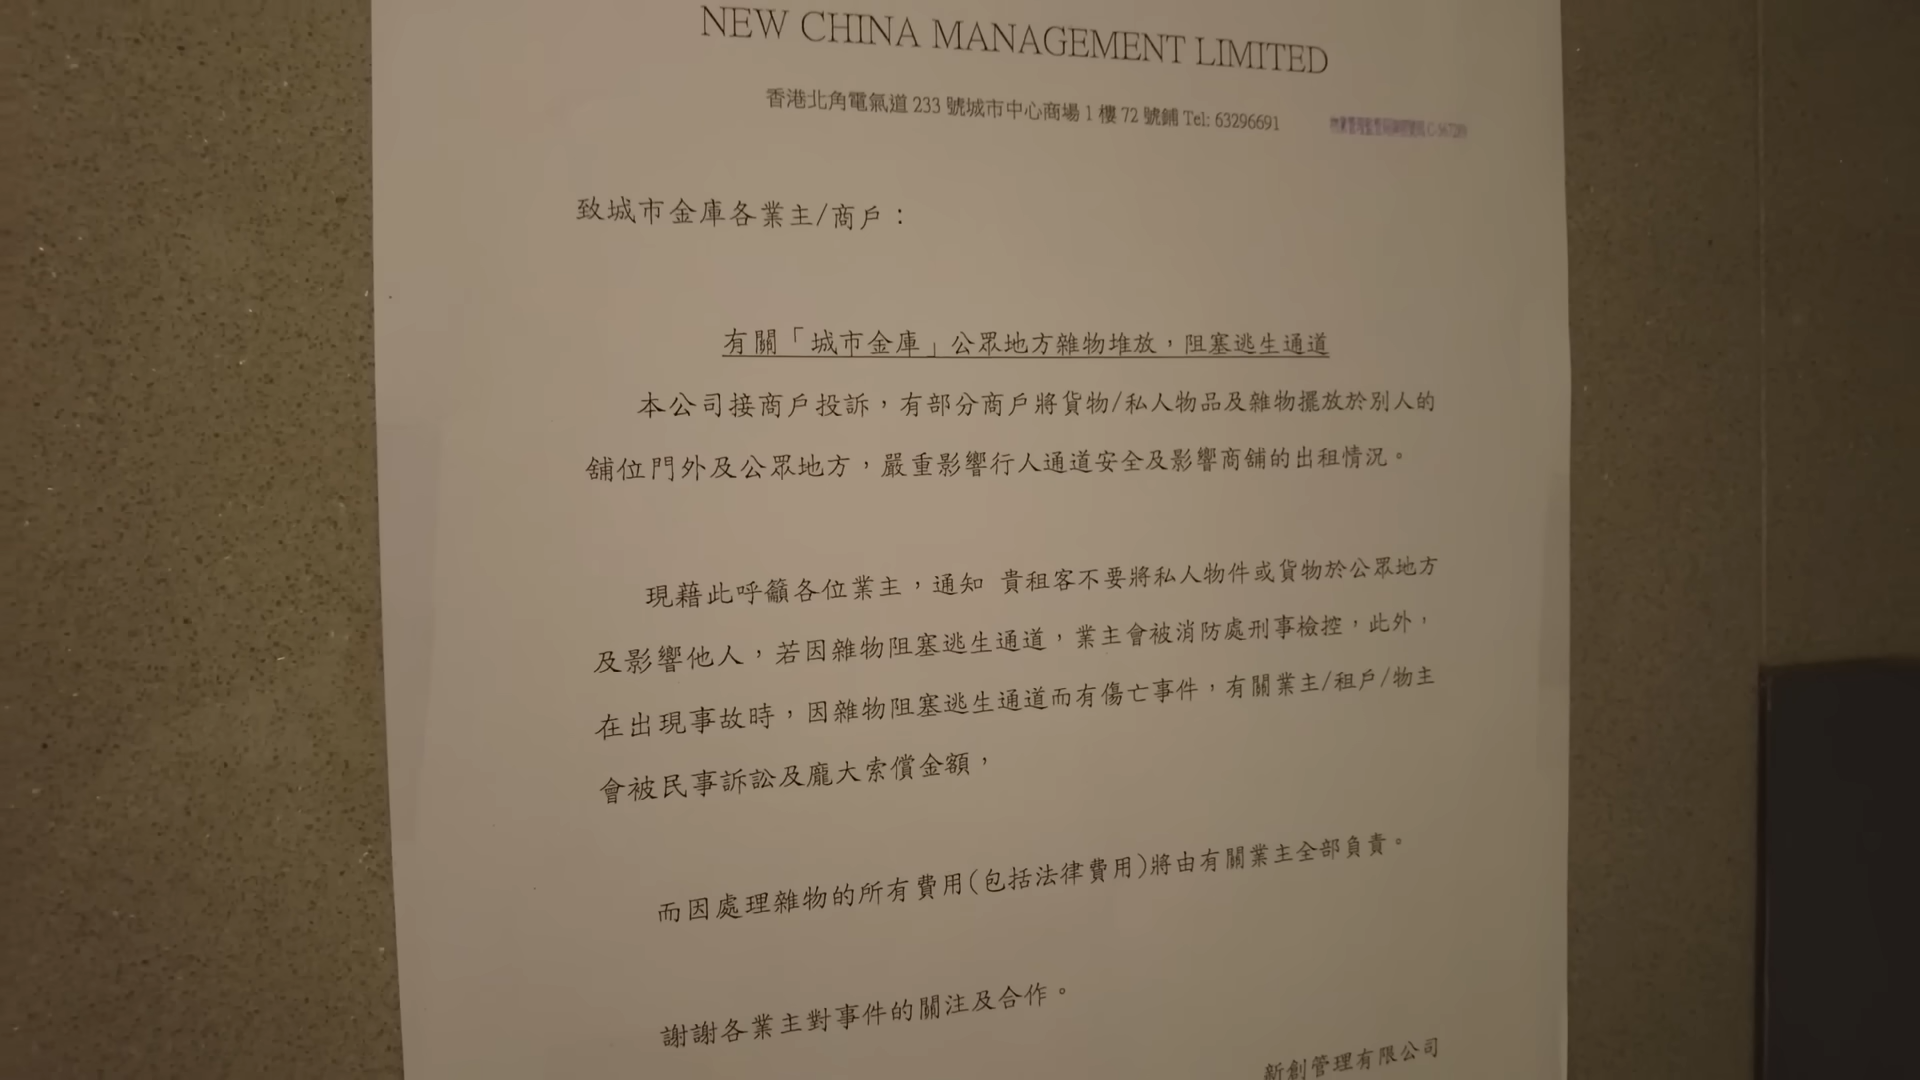 NEW CHINA MANAGEMENT LIMITED
香港北角電氣道 233 號城市中心商場 1 樓 72 號鋪 Tel: 63296691
致城市金庫各業主/商戶：
有關「城市金庫」公眾地方雜物堆放，阻塞逃生通道
本公司接商戶投訴，有部分商戶將貨物/私人物品及雜物擺放於別人的
舖位門外及公眾地方，嚴重影響行人通道安全及影響商舖的出租情況。
現藉此呼籲各位業主，通知 貴租客不要將私人物件或貨物於公眾地方
及影響他人，若因雜物阻塞逃生通道，業主會被消防處刑事檢控，此外，
在出現事故時，因雜物阻塞逃生通道而有傷亡事件，有關業主/租戶/物主
會被民事訴訟及龐大索償金額，
而因處理雜物的所有費用(包括法律費用)將由有關業主全部負責。
謝謝各業主對事件的關注及合作。
新創管理有限公司